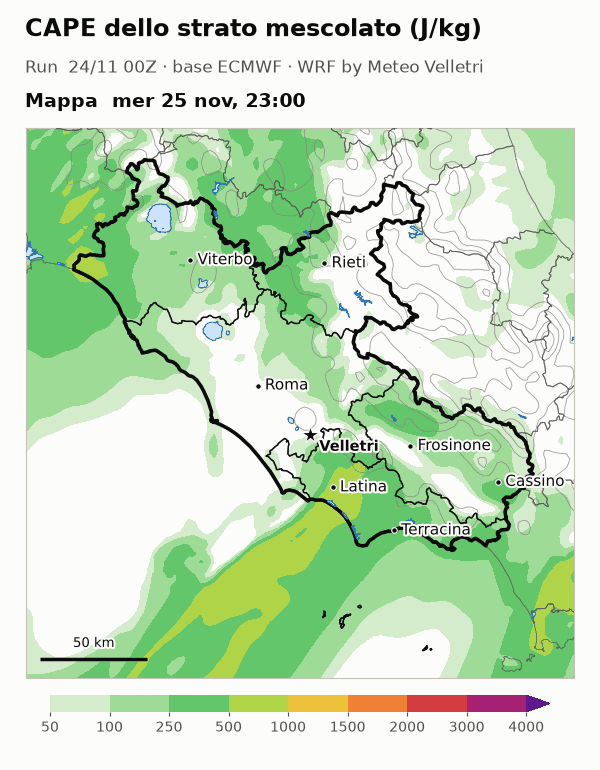 CAPE dello strato mescolato (J/kg)
Run  24/11 00Z · base ECMWF · WRF by Meteo Velletri
Mappa  mer 25 nov, 23:00
Viterbo
Rieti
Roma
Velletri
Frosinone
Cassino
Latina
Terracina
50 km
50 100 250 500 1000 1500 2000 3000 4000